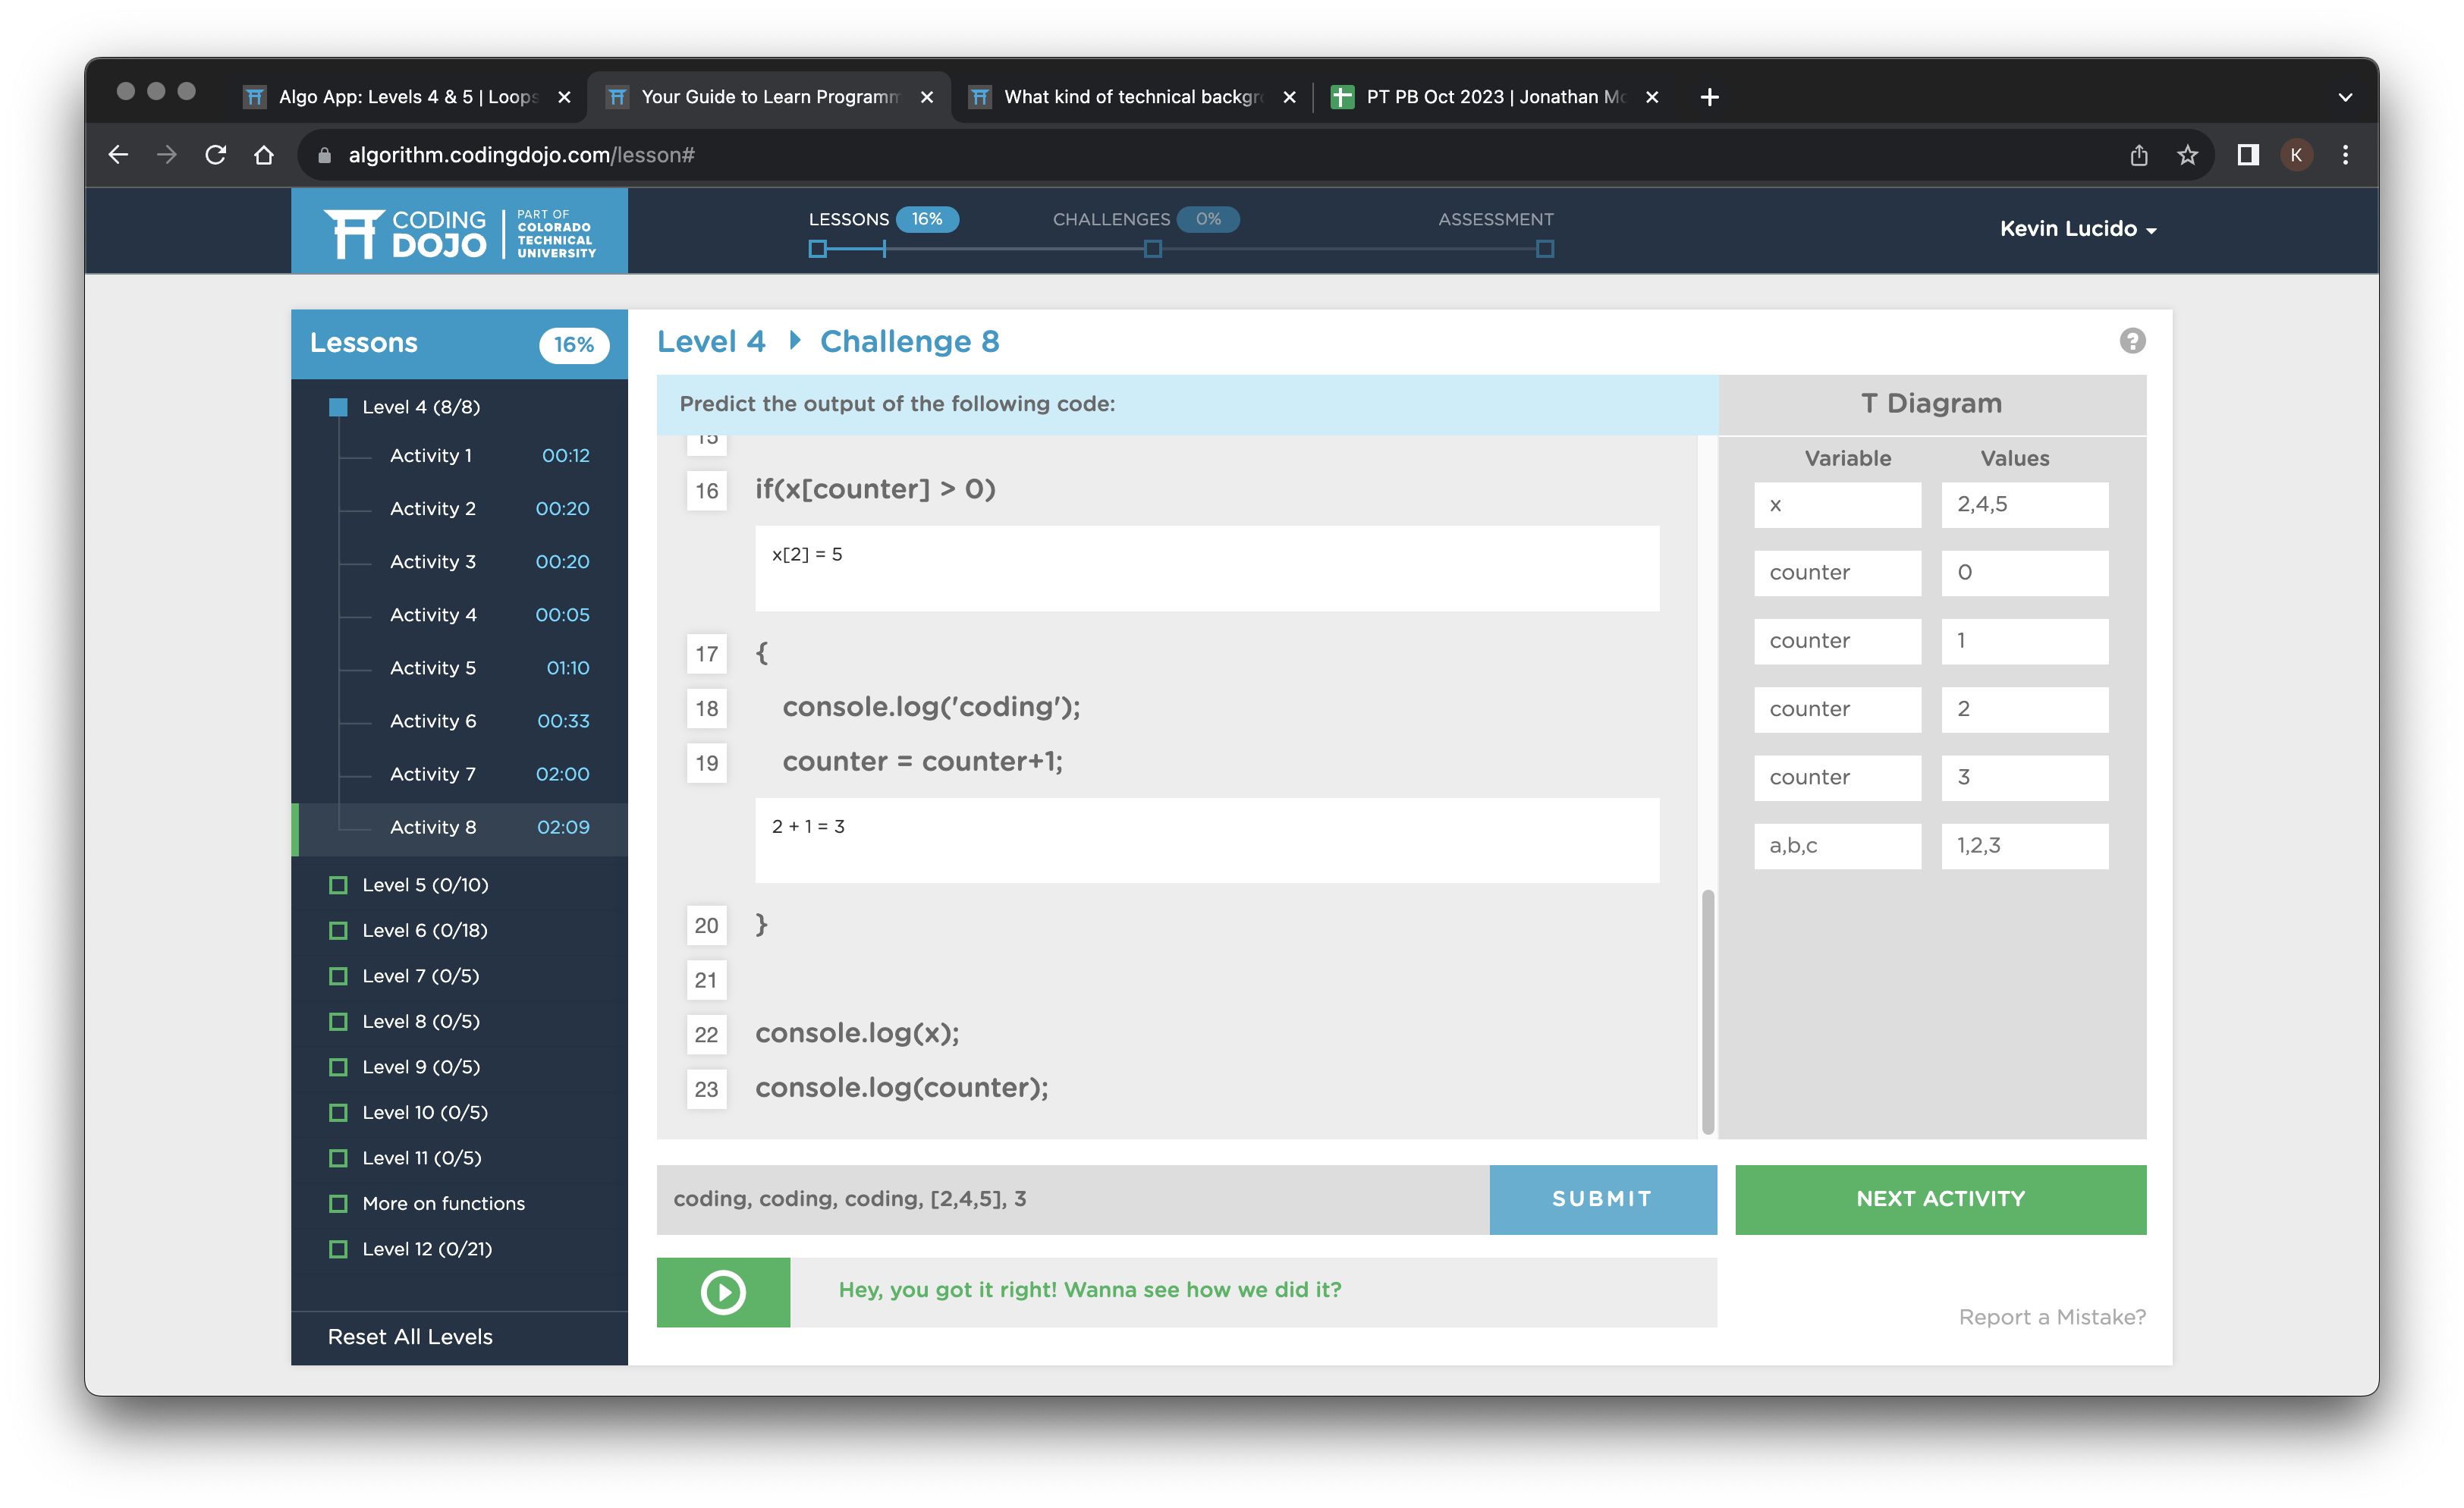 Algo App: Levels 4 & 5 | Loops
Your Guide to Learn Programm
What kind of technical backgr
PT PB Oct 2023 | Jonathan Mc
algorithm.codingdojo.com/lesson#
K
CODING DOJO
PART OF COLORADO TECHNICAL UNIVERSITY
LESSONS 16%
CHALLENGES 0%
ASSESSMENT
Kevin Lucido
Lessons 16%
Level 4 (8/8)
Activity 1 00:12
Activity 2 00:20
Activity 3 00:20
Activity 4 00:05
Activity 5 01:10
Activity 6 00:33
Activity 7 02:00
Activity 8 02:09
Level 5 (0/10)
Level 6 (0/18)
Level 7 (0/5)
Level 8 (0/5)
Level 9 (0/5)
Level 10 (0/5)
Level 11 (0/5)
More on functions
Level 12 (0/21)
Reset All Levels
Level 4 Challenge 8
?
Predict the output of the following code:
15
16 if(x[counter] > 0)
x[2] = 5
17 {
18 console.log('coding');
19 counter = counter+1;
2 + 1 = 3
20 }
21
22 console.log(x);
23 console.log(counter);
T Diagram
Variable Values
x 2,4,5
counter 0
counter 1
counter 2
counter 3
a,b,c 1,2,3
coding, coding, coding, [2,4,5], 3
SUBMIT
NEXT ACTIVITY
Hey, you got it right! Wanna see how we did it?
Report a Mistake?